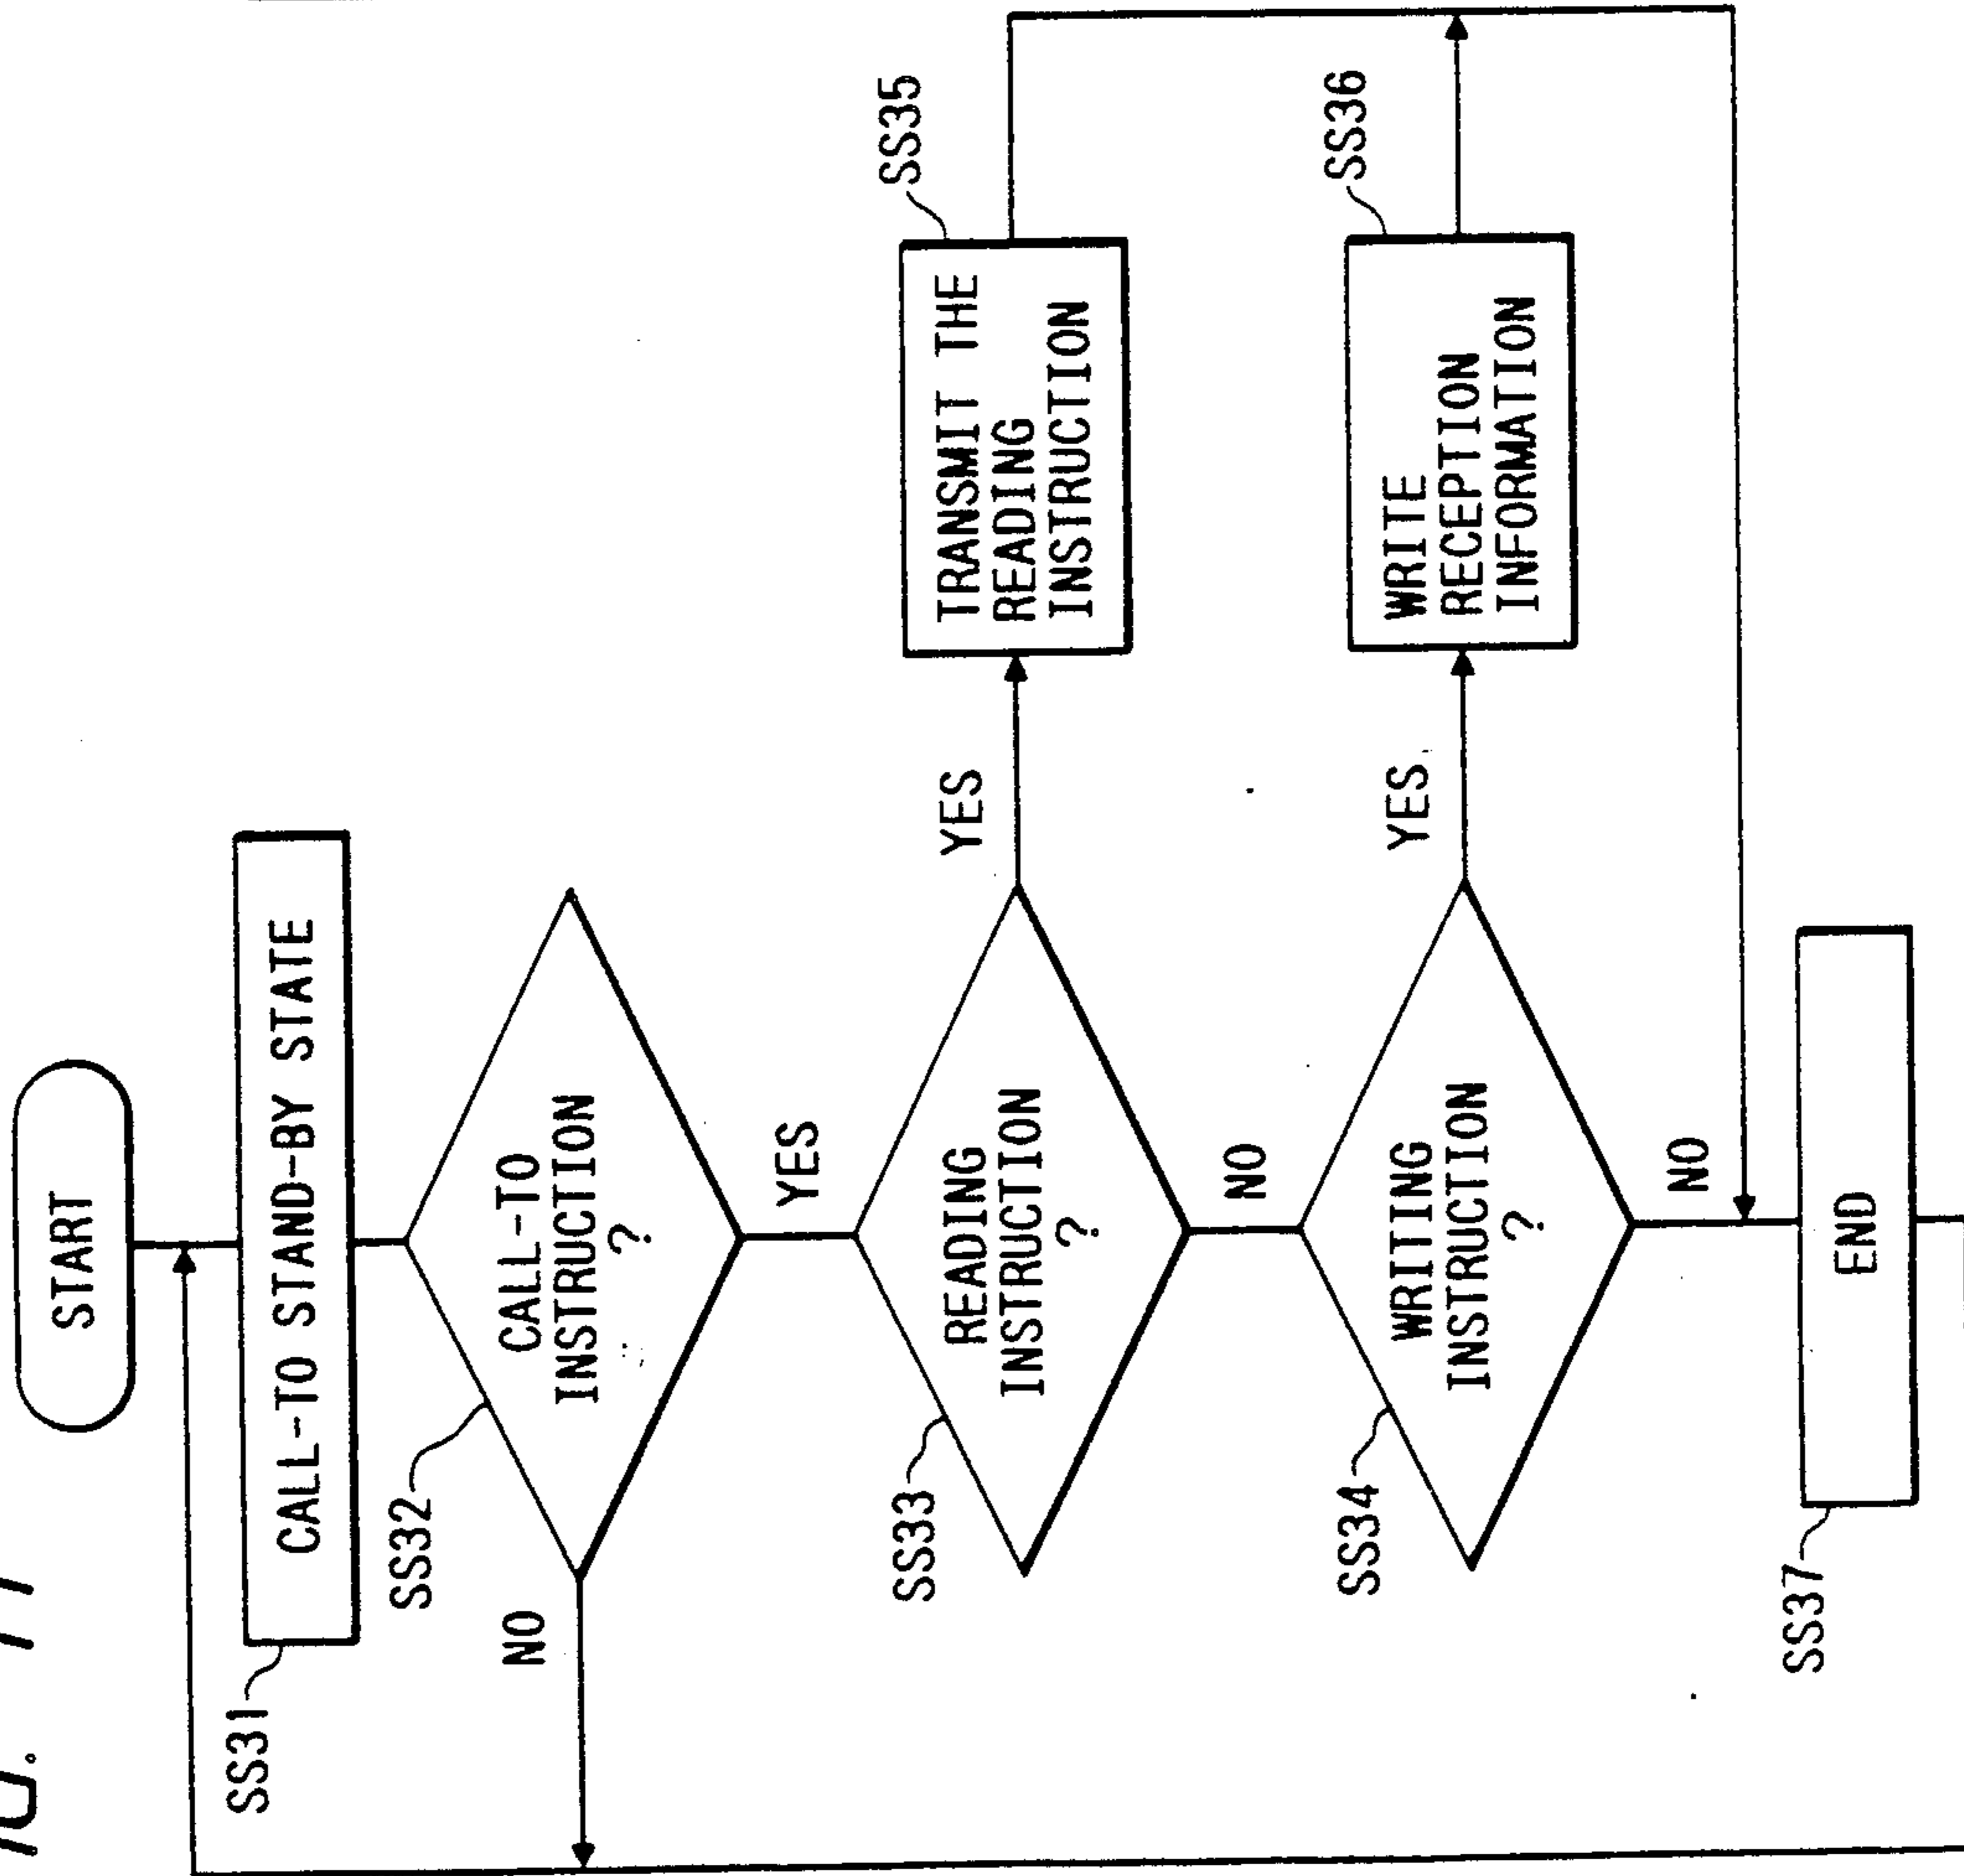 START
SS31
CALL-TO STAND-BY STATE
SS32
CALL-TO
INSTRUCTION
?
NO
YES
SS33
READING
INSTRUCTION
?
YES
SS35
TRANSMIT THE
READING
INSTRUCTION
NO
SS34
WRITING
INSTRUCTION
?
YES
SS36
WRITE
RECEPTION
INFORMATION
NO
SS37
END